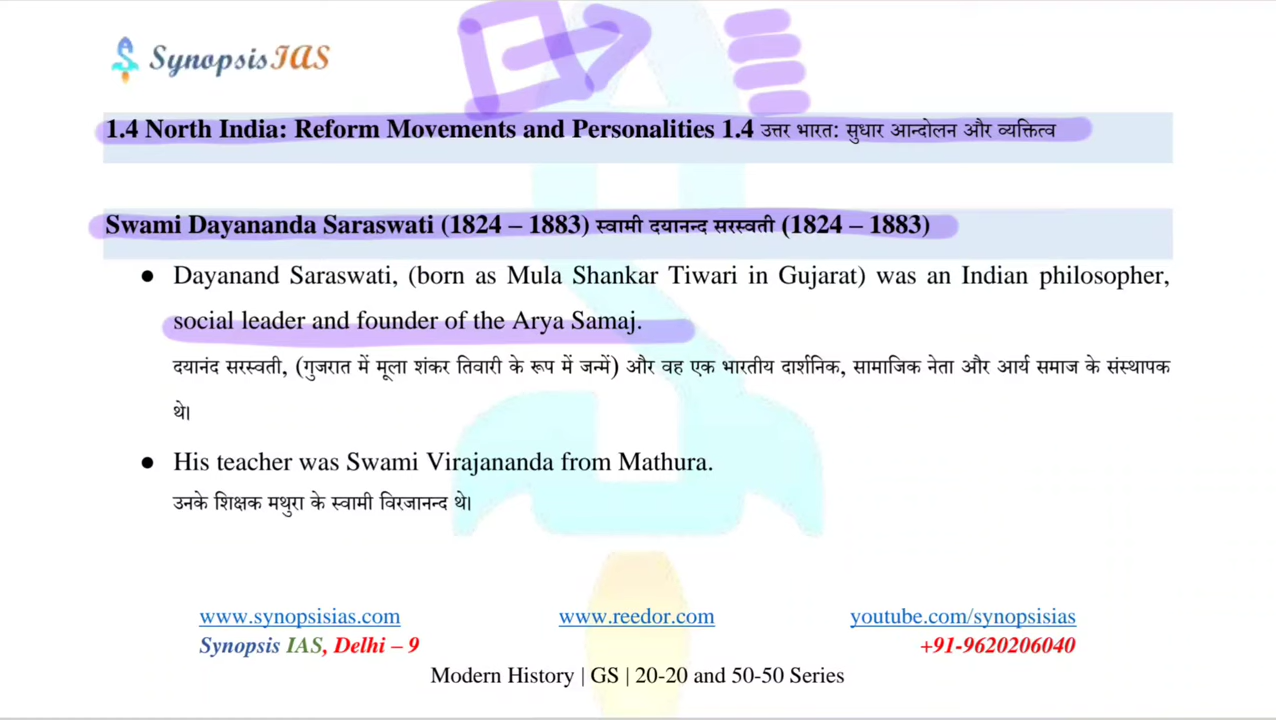 SynopsisIAS
1.4 North India: Reform Movements and Personalities 1.4 उत्तर भारत: सुधार आन्दोलन और व्यक्तित्व
Swami Dayananda Saraswati (1824 – 1883) स्वामी दयानन्द सरस्वती (1824 – 1883)
● Dayanand Saraswati, (born as Mula Shankar Tiwari in Gujarat) was an Indian philosopher,
social leader and founder of the Arya Samaj.
दयानंद सरस्वती, (गुजरात में मूला शंकर तिवारी के रूप में जन्में) और वह एक भारतीय दार्शनिक, सामाजिक नेता और आर्य समाज के संस्थापक
थे।
● His teacher was Swami Virajananda from Mathura.
उनके शिक्षक मथुरा के स्वामी विरजानन्द थे।
www.synopsisias.com www.reedor.com youtube.com/synopsisias
Synopsis IAS, Delhi – 9 +91-9620206040
Modern History | GS | 20-20 and 50-50 Series